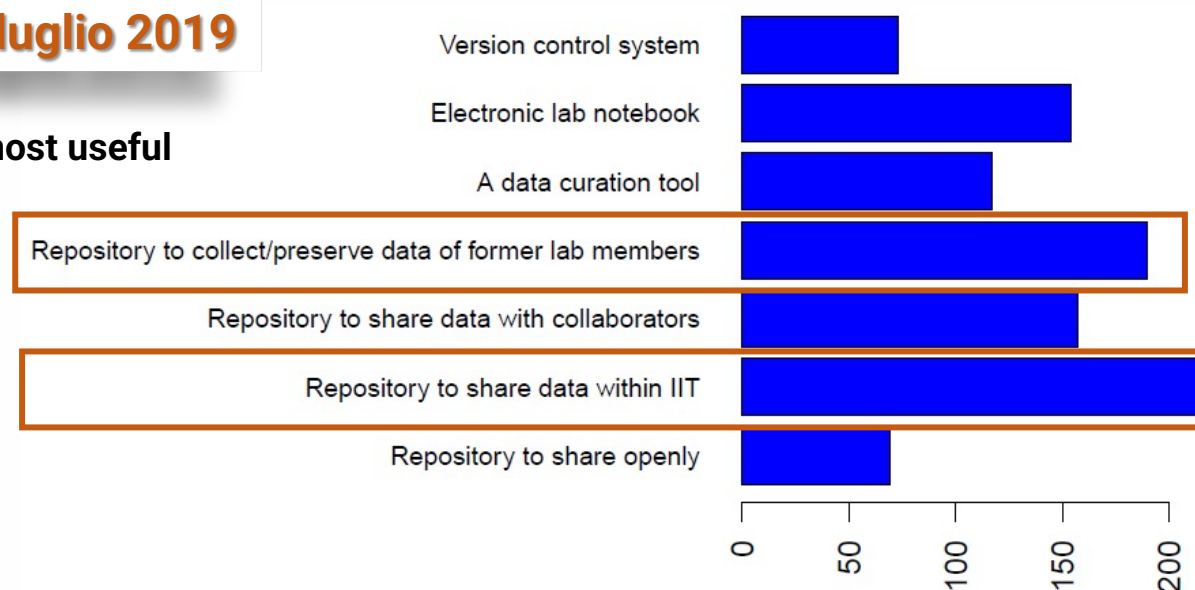 luglio 2019
most useful
Version control system
Electronic lab notebook
A data curation tool
Repository to collect/preserve data of former lab members
Repository to share data with collaborators
Repository to share data within IIT
Repository to share openly
0
50
100
150
200